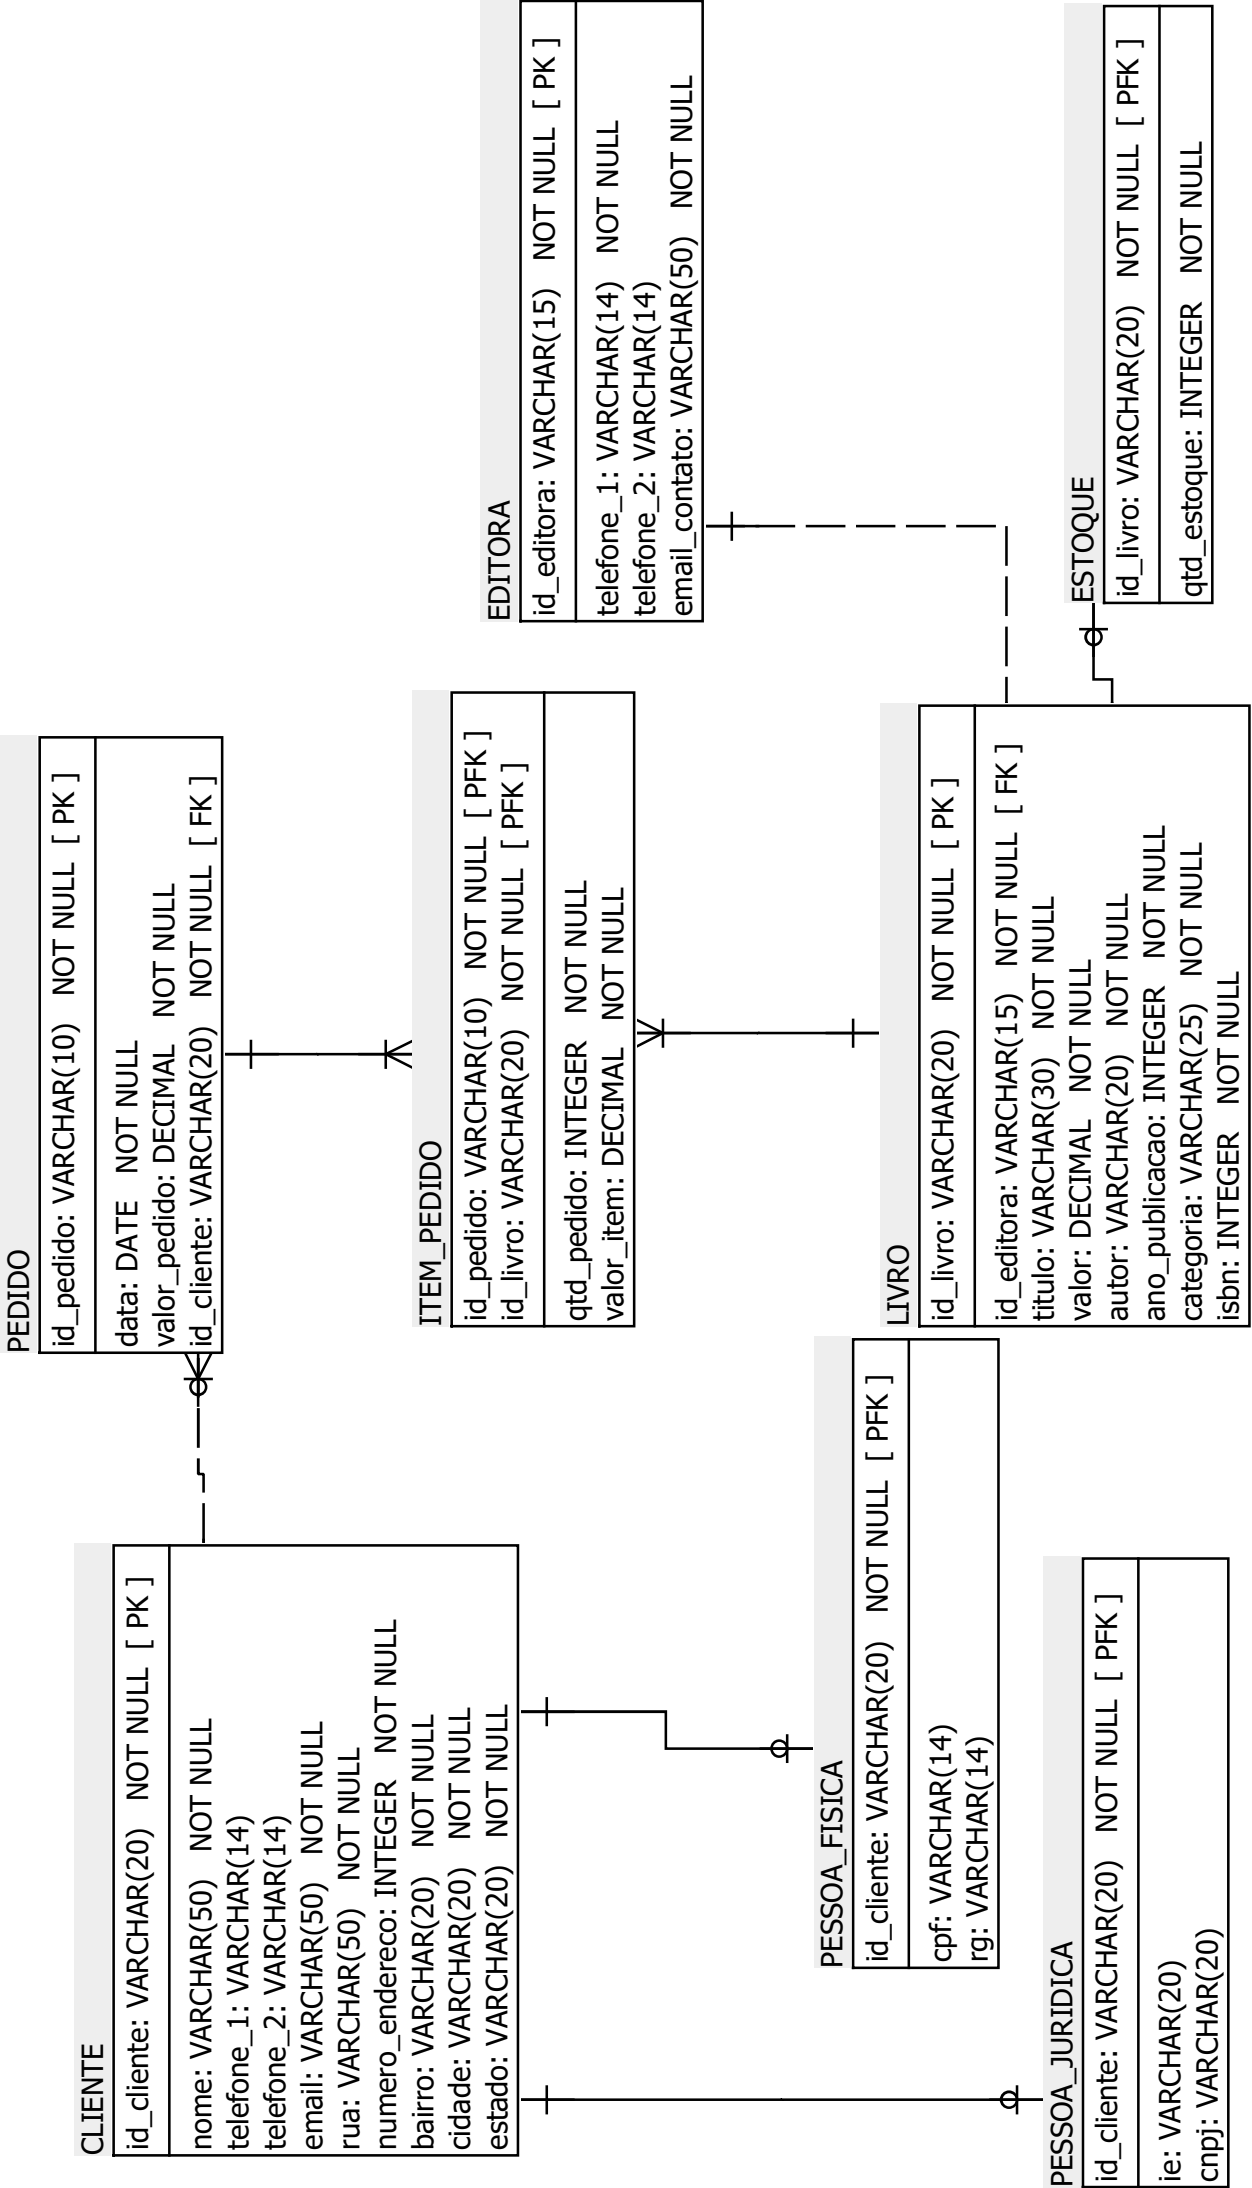 CLIENTE
id_cliente: VARCHAR(20) NOT NULL [ PK ]
nome: VARCHAR(50) NOT NULL
telefone_1: VARCHAR(14)
telefone_2: VARCHAR(14)
email: VARCHAR(50) NOT NULL
rua: VARCHAR(50) NOT NULL
numero_endereco: INTEGER NOT NULL
bairro: VARCHAR(20) NOT NULL
cidade: VARCHAR(20) NOT NULL
estado: VARCHAR(20) NOT NULL
PESSOA_JURIDICA
id_cliente: VARCHAR(20) NOT NULL [ PFK ]
ie: VARCHAR(20)
cnpj: VARCHAR(20)
PESSOA_FISICA
id_cliente: VARCHAR(20) NOT NULL [ PFK ]
cpf: VARCHAR(14)
rg: VARCHAR(14)
PEDIDO
id_pedido: VARCHAR(10) NOT NULL [ PK ]
data: DATE NOT NULL
valor_pedido: DECIMAL NOT NULL
id_cliente: VARCHAR(20) NOT NULL [ FK ]
ITEM_PEDIDO
id_pedido: VARCHAR(10) NOT NULL [ PFK ]
id_livro: VARCHAR(20) NOT NULL [ PFK ]
qtd_pedido: INTEGER NOT NULL
valor_item: DECIMAL NOT NULL
LIVRO
id_livro: VARCHAR(20) NOT NULL [ PK ]
id_editora: VARCHAR(15) NOT NULL [ FK ]
titulo: VARCHAR(30) NOT NULL
valor: DECIMAL NOT NULL
autor: VARCHAR(20) NOT NULL
ano_publicacao: INTEGER NOT NULL
categoria: VARCHAR(25) NOT NULL
isbn: INTEGER NOT NULL
EDITORA
id_editora: VARCHAR(15) NOT NULL [ PK ]
telefone_1: VARCHAR(14) NOT NULL
telefone_2: VARCHAR(14)
email_contato: VARCHAR(50) NOT NULL
ESTOQUE
id_livro: VARCHAR(20) NOT NULL [ PFK ]
qtd_estoque: INTEGER NOT NULL